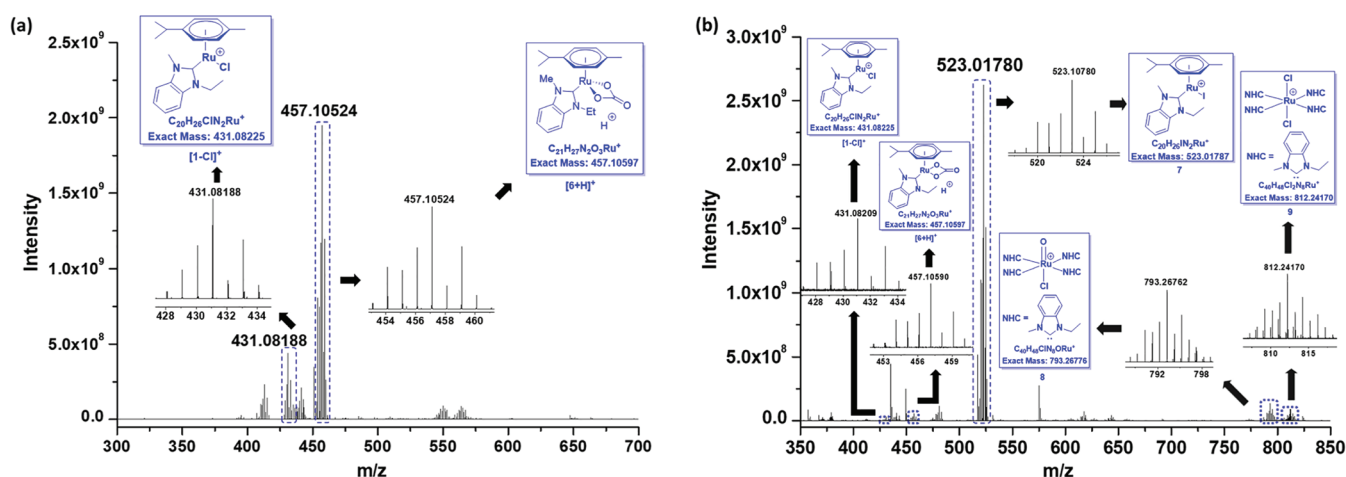 (a)
2.5x10⁹
2.0x10⁹
1.5x10⁹
1.0x10⁹
5.0x10⁸
0.0
Intensity
300 350 400 450 500 550 600 650 700
m/z
N
Ru
⊕
Cl
N
C₂₀H₂₆ClN₂Ru⁺
Exact Mass: 431.08225
[1-Cl]⁺
431.08188
428 430 432 434
431.08188
457.10524
457.10524
454 456 458 460
Me
Ru
O
O
O
N
N
Et
H⊕
C₂₁H₂₇N₂O₃Ru⁺
Exact Mass: 457.10597
[6+H]⁺
(b)
3.0x10⁹
2.5x10⁹
2.0x10⁹
1.5x10⁹
1.0x10⁹
5.0x10⁸
0.0
Intensity
350 400 450 500 550 600 650 700 750 800 850
m/z
⊕
Ru
Cl
N
N
C₂₀H₂₆ClN₂Ru⁺
Exact Mass: 431.08225
[1-Cl]⁺
431.08209
428 430 432 434
Ru
O
O
O
N
N
H⊕
C₂₁H₂₇N₂O₃Ru⁺
Exact Mass: 457.10597
[6+H]⁺
457.10590
453 456 459
523.01780
523.10780
520 524
⊕
Ru
I
N
N
C₂₀H₂₆IN₂Ru⁺
Exact Mass: 523.01787
7
O
NHC
⊕
Ru
NHC
NHC
NHC
Cl
NHC =
N
N
C₄₀H₄₈ClN₈ORu⁺
Exact Mass: 793.26776
8
793.26762
792 798
Cl
NHC
⊕
Ru
NHC
NHC
NHC
Cl
NHC =
N
N
C₄₀H₄₈Cl₂N₈Ru⁺
Exact Mass: 812.24170
9
812.24170
810 815